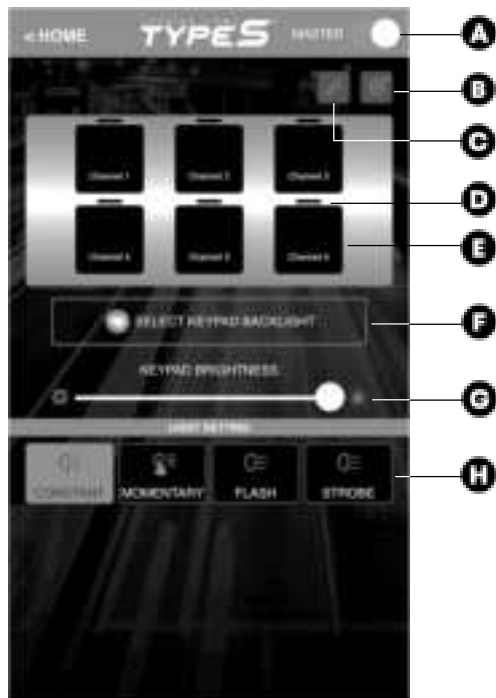 < HOME TYPE S MASTER A
B
C
Channel 1 Channel 2 Channel 3
D
Channel 4 Channel 5 Channel 6 E
SELECT KEYPAD BACKLIGHT F
KEYPAD BRIGHTNESS
G
LIGHT SETTING
CONSTANT MOMENTARY FLASH STROBE H